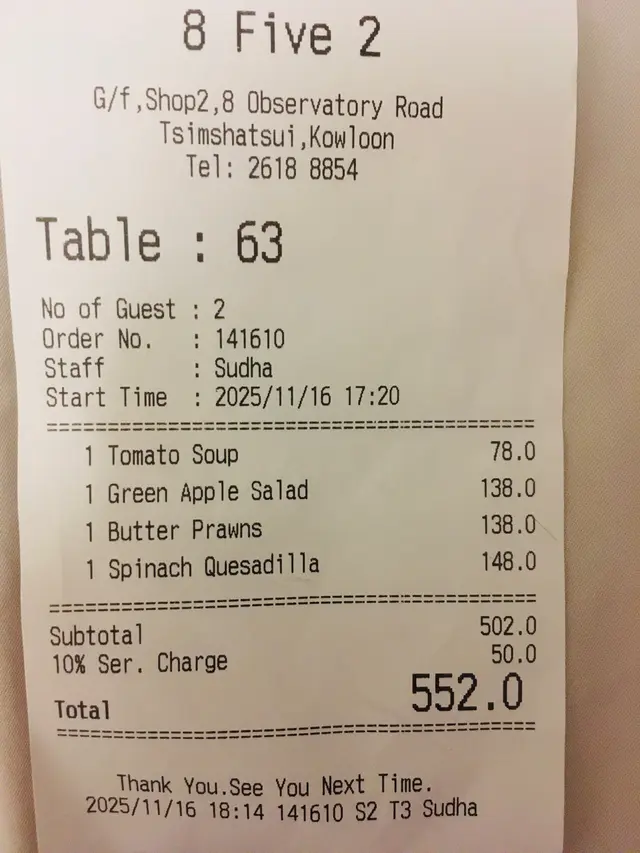 8 Five 2
G/f,Shop2,8 Observatory Road
Tsimshatsui,Kowloon
Tel: 2618 8854
Table : 63
No of Guest : 2
Order No. : 141610
Staff : Sudha
Start Time : 2025/11/16 17:20
================================================
1 Tomato Soup 78.0
1 Green Apple Salad 138.0
1 Butter Prawns 138.0
1 Spinach Quesadilla 148.0
================================================
Subtotal 502.0
10% Ser. Charge 50.0
Total 552.0
================================================
Thank You.See You Next Time.
2025/11/16 18:14 141610 S2 T3 Sudha